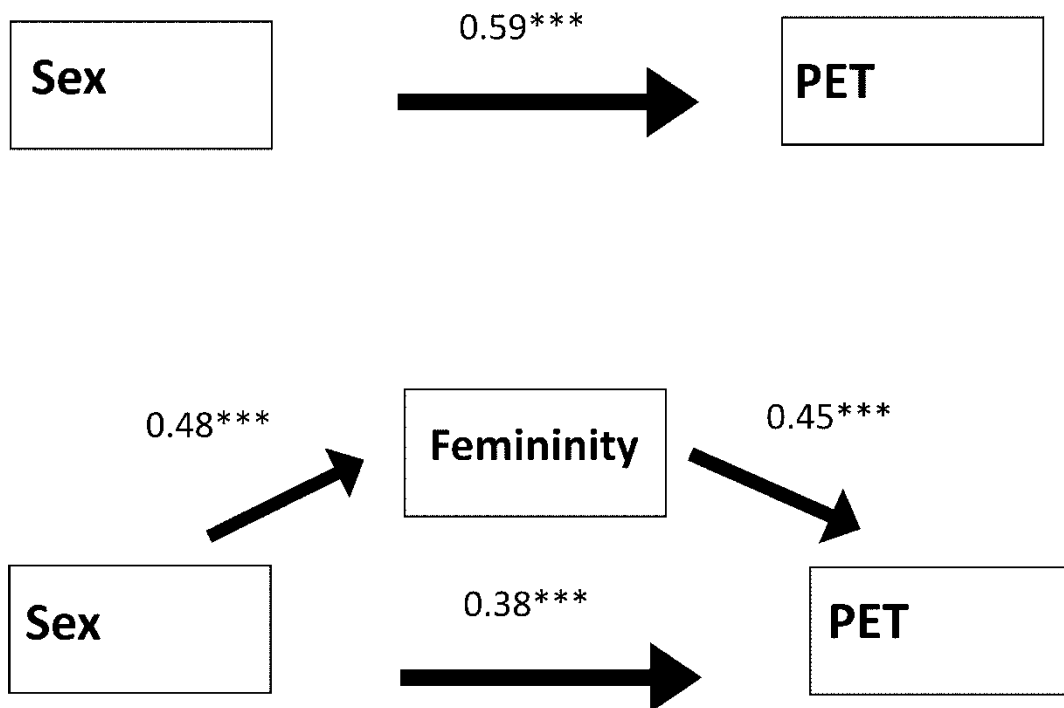 0.59***
Sex
PET
0.48***
Femininity
0.45***
Sex
0.38***
PET